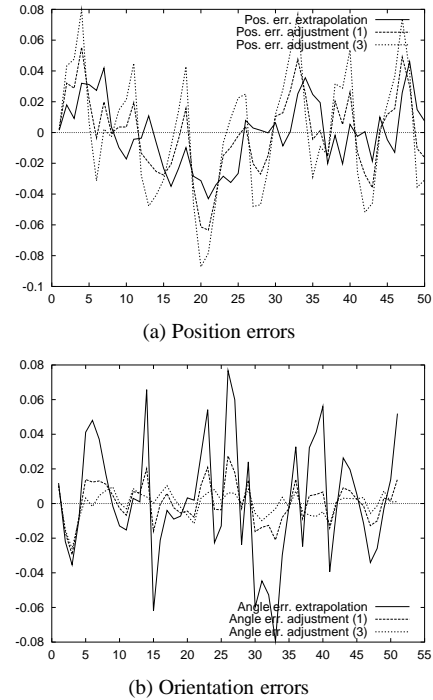 0.08
0.06
0.04
0.02
0
-0.02
-0.04
-0.06
-0.08
-0.1
Pos. err. extrapolation
Pos. err. adjustment (1)
Pos. err. adjustment (3)
0 5 10 15 20 25 30 35 40 45 50
(a) Position errors
0.08
0.06
0.04
0.02
0
-0.02
-0.04
-0.06
-0.08
Angle err. extrapolation
Angle err. adjustment (1)
Angle err. adjustment (3)
0 5 10 15 20 25 30 35 40 45 50 55
(b) Orientation errors